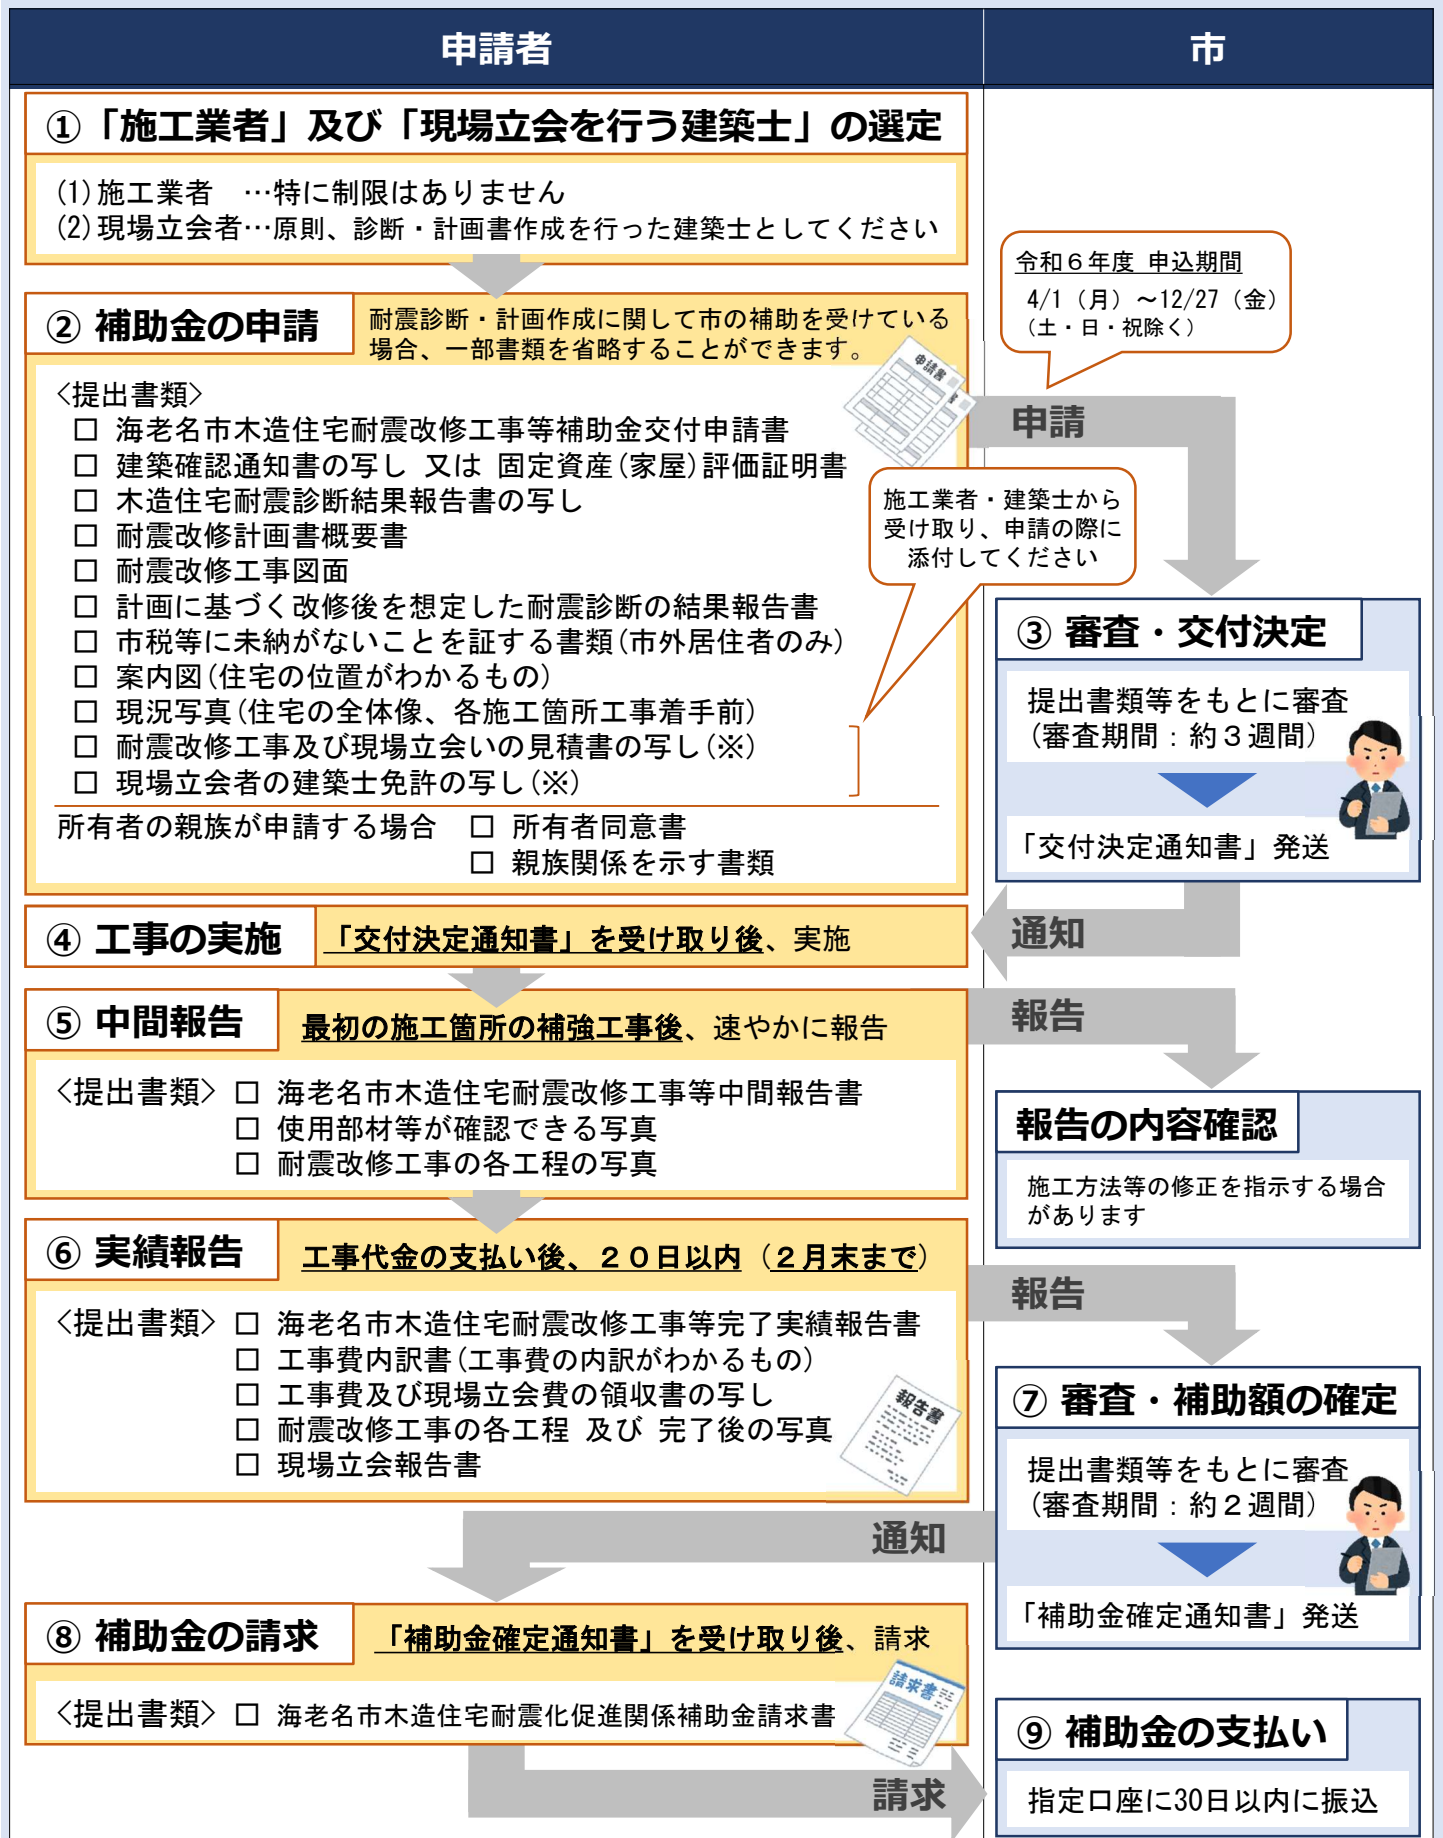 申請者
市
①「施工業者」及び「現場立会を行う建築士」の選定
(1)施工業者　…特に制限はありません
(2)現場立会者…原則、診断・計画書作成を行った建築士としてください
令和６年度 申込期間
4/1（月）～12/27（金）
（土・日・祝除く）
② 補助金の申請
耐震診断・計画作成に関して市の補助を受けている
場合、一部書類を省略することができます。
申請書
<提出書類>
□ 海老名市木造住宅耐震改修工事等補助金交付申請書
□ 建築確認通知書の写し 又は 固定資産(家屋)評価証明書
□ 木造住宅耐震診断結果報告書の写し
□ 耐震改修計画書概要書
□ 耐震改修工事図面
□ 計画に基づく改修後を想定した耐震診断の結果報告書
□ 市税等に未納がないことを証する書類(市外居住者のみ)
□ 案内図(住宅の位置がわかるもの)
□ 現況写真(住宅の全体像、各施工箇所工事着手前)
□ 耐震改修工事及び現場立会いの見積書の写し(※)
□ 現場立会者の建築士免許の写し(※)
施工業者・建築士から
受け取り、申請の際に
添付してください
所有者の親族が申請する場合　□ 所有者同意書
□ 親族関係を示す書類
申請
③ 審査・交付決定
提出書類等をもとに審査
(審査期間：約３週間)
「交付決定通知書」発送
通知
④ 工事の実施
「交付決定通知書」を受け取り後、実施
⑤ 中間報告
最初の施工箇所の補強工事後、速やかに報告
<提出書類> □ 海老名市木造住宅耐震改修工事等中間報告書
□ 使用部材等が確認できる写真
□ 耐震改修工事の各工程の写真
報告
報告の内容確認
施工方法等の修正を指示する場合
があります
⑥ 実績報告
工事代金の支払い後、２０日以内（２月末まで）
<提出書類> □ 海老名市木造住宅耐震改修工事等完了実績報告書
□ 工事費内訳書(工事費の内訳がわかるもの)
□ 工事費及び現場立会費の領収書の写し
□ 耐震改修工事の各工程 及び 完了後の写真
□ 現場立会報告書
報告書
報告
⑦ 審査・補助額の確定
提出書類等をもとに審査
(審査期間：約２週間)
「補助金確定通知書」発送
通知
⑧ 補助金の請求
「補助金確定通知書」を受け取り後、請求
<提出書類> □ 海老名市木造住宅耐震化促進関係補助金請求書
請求書
請求
⑨ 補助金の支払い
指定口座に30日以内に振込